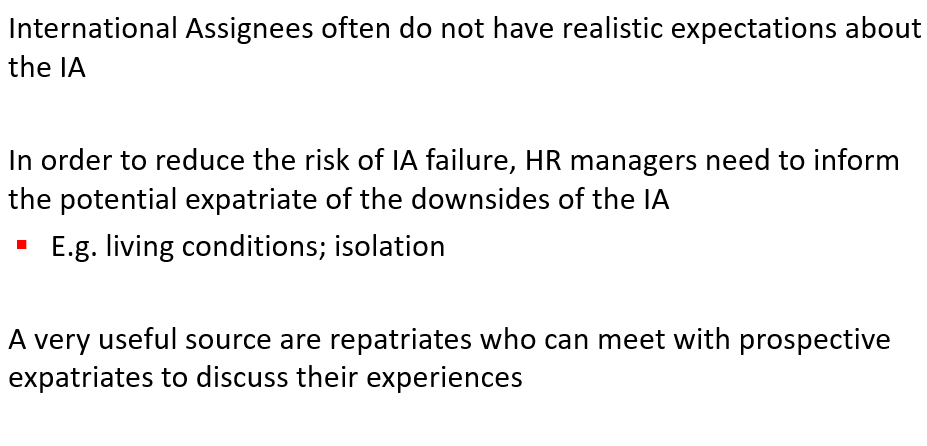 International Assignees often do not have realistic expectations about
the IA
In order to reduce the risk of IA failure, HR managers need to inform
the potential expatriate of the downsides of the IA
▪ E.g. living conditions; isolation
A very useful source are repatriates who can meet with prospective
expatriates to discuss their experiences